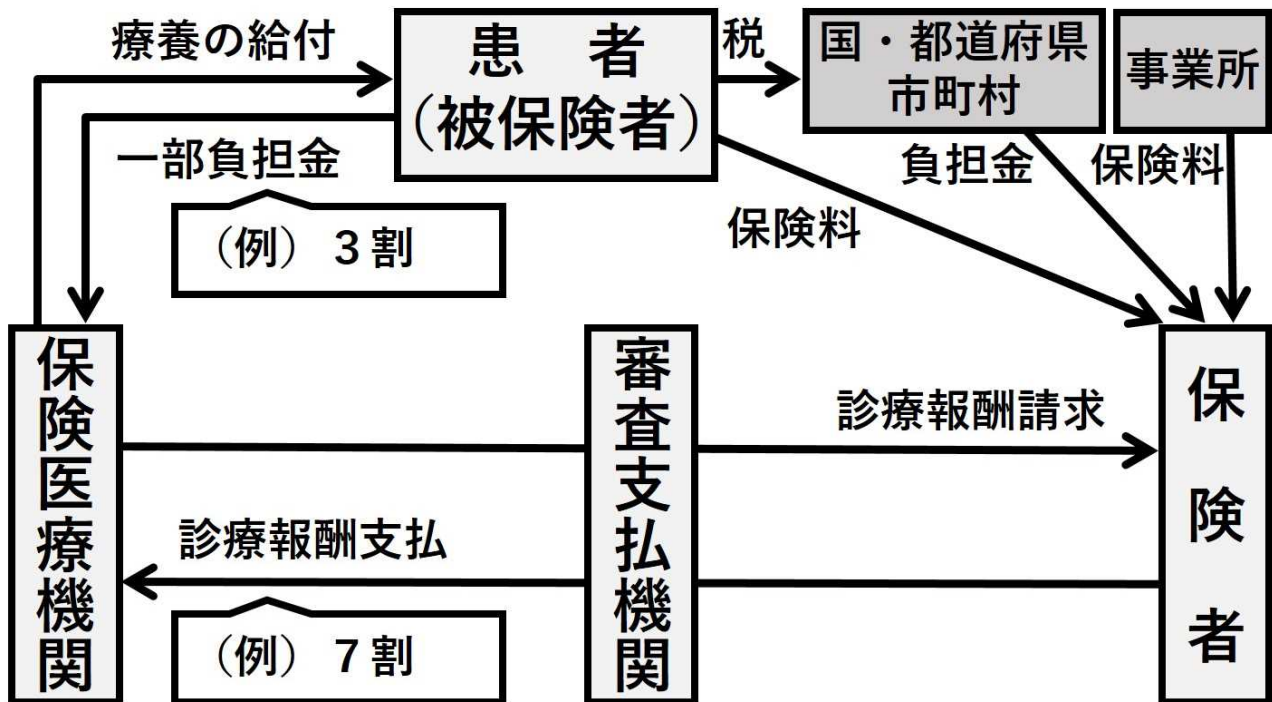 療養の給付
患　者
（被保険者）
税
国・都道府県
市町村
事業所
一部負担金
（例）３割
保険料
負担金
保険料
保険医療機関
審査支払機関
保険者
診療報酬請求
診療報酬支払
（例）７割